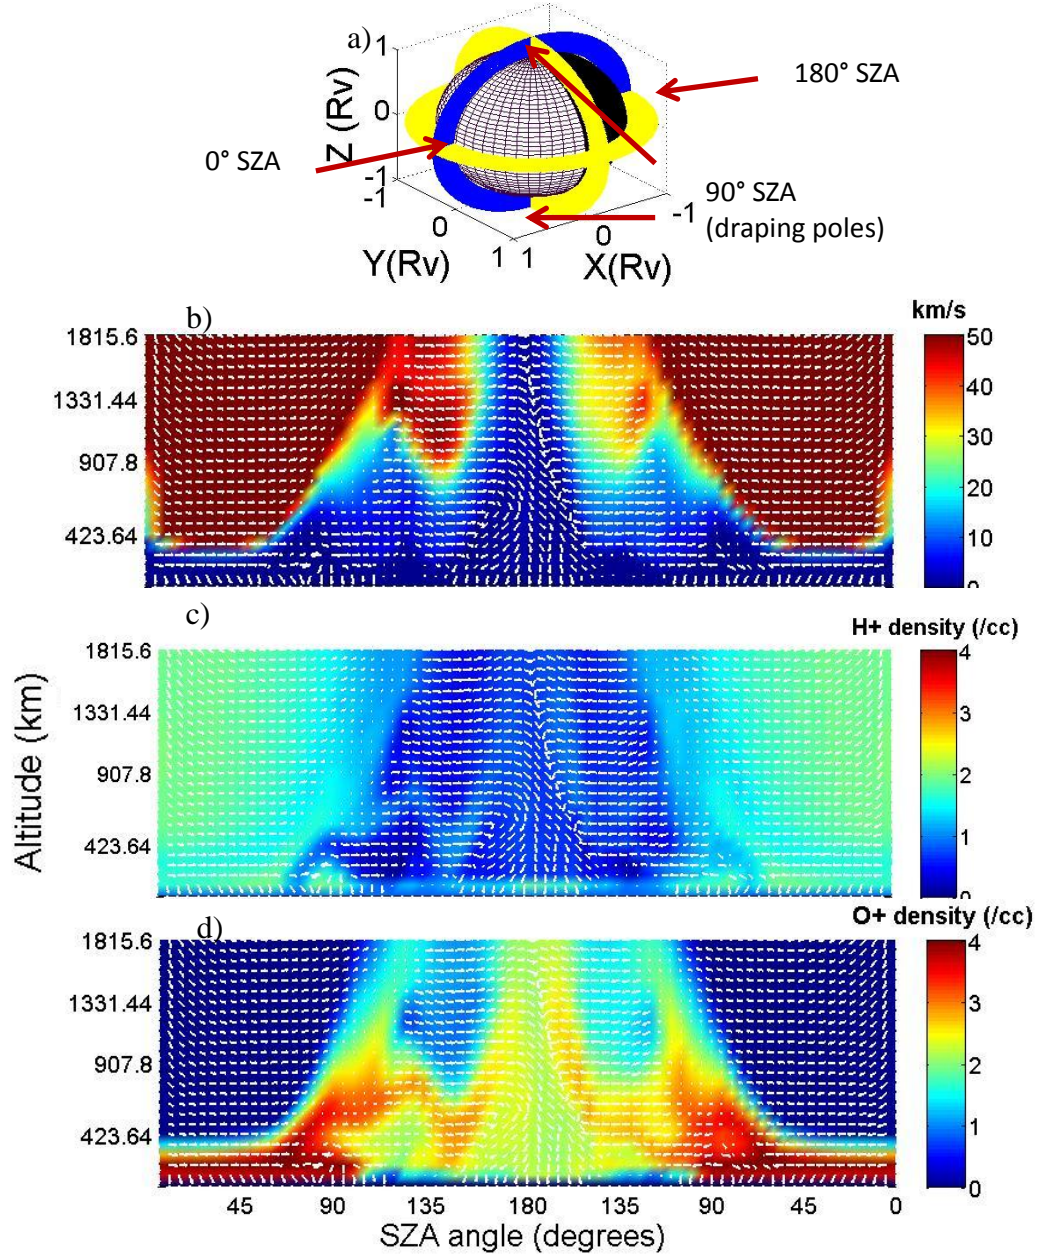 a)
1
0
-1
Z (Rv)
-1
0
1
Y(Rv)
1
0
-1
X(Rv)
0° SZA
180° SZA
90° SZA
(draping poles)
b)
km/s
1815.6
1331.44
907.8
423.64
50
40
30
20
10
0
c)
H+ density (/cc)
1815.6
1331.44
907.8
423.64
4
3
2
1
0
Altitude (km)
d)
O+ density (/cc)
1815.6
1331.44
907.8
423.64
4
3
2
1
0
45 90 135 180 135 90 45 0
SZA angle (degrees)